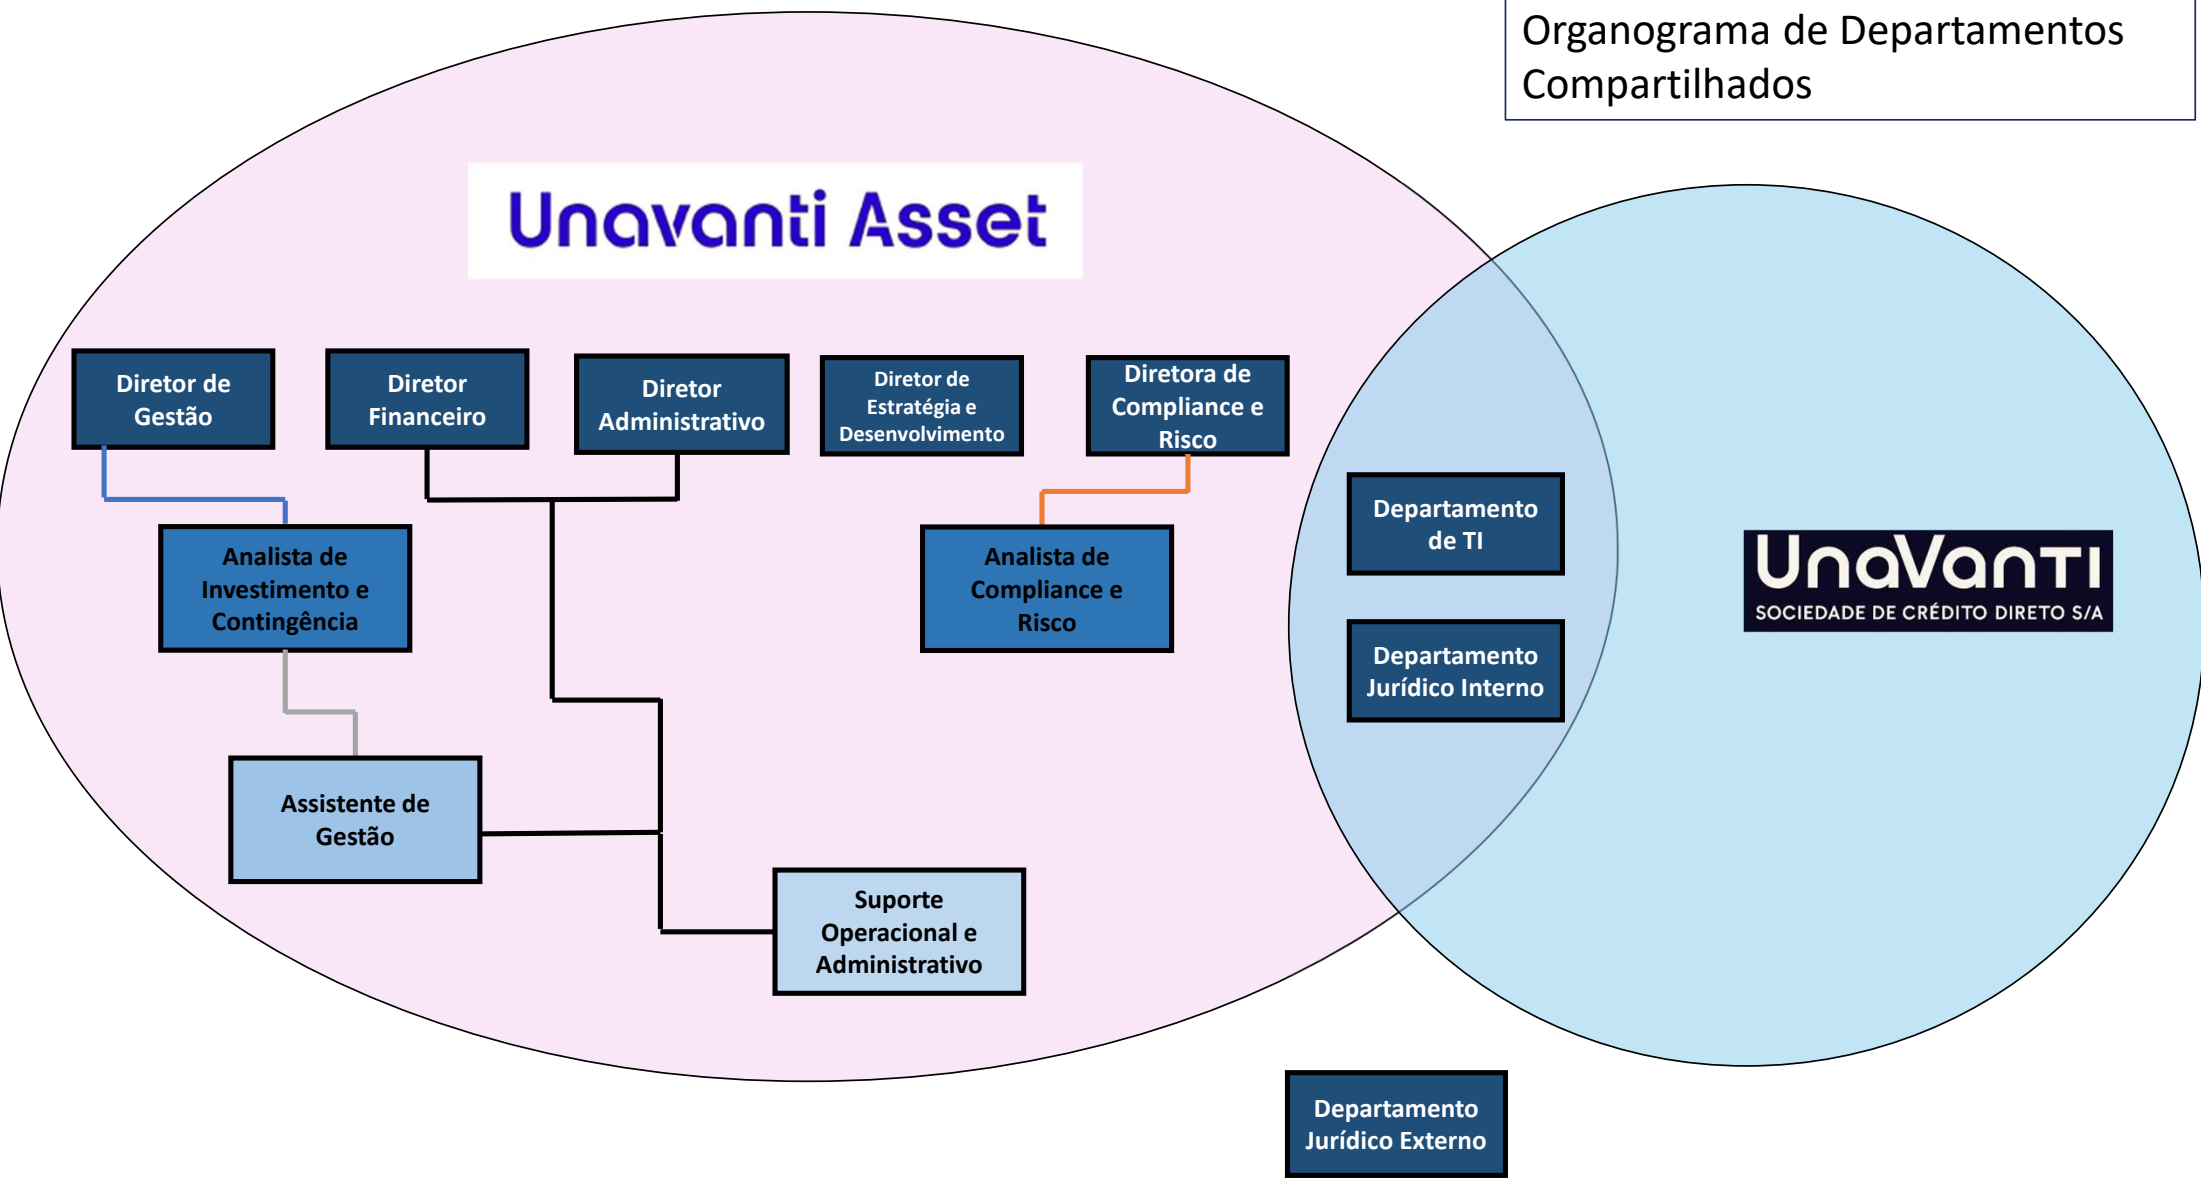 Organograma de Departamentos
Compartilhados
Unavanti Asset
Diretor de
Gestão
Diretor
Financeiro
Diretor
Administrativo
Diretor de
Estratégia e
Desenvolvimento
Diretora de
Compliance e
Risco
Departamento
de TI
Analista de
Investimento e
Contingência
Analista de
Compliance e
Risco
UnaVanTI
SOCIEDADE DE CRÉDITO DIRETO S/A
Departamento
Jurídico Interno
Assistente de
Gestão
Suporte
Operacional e
Administrativo
Departamento
Jurídico Externo